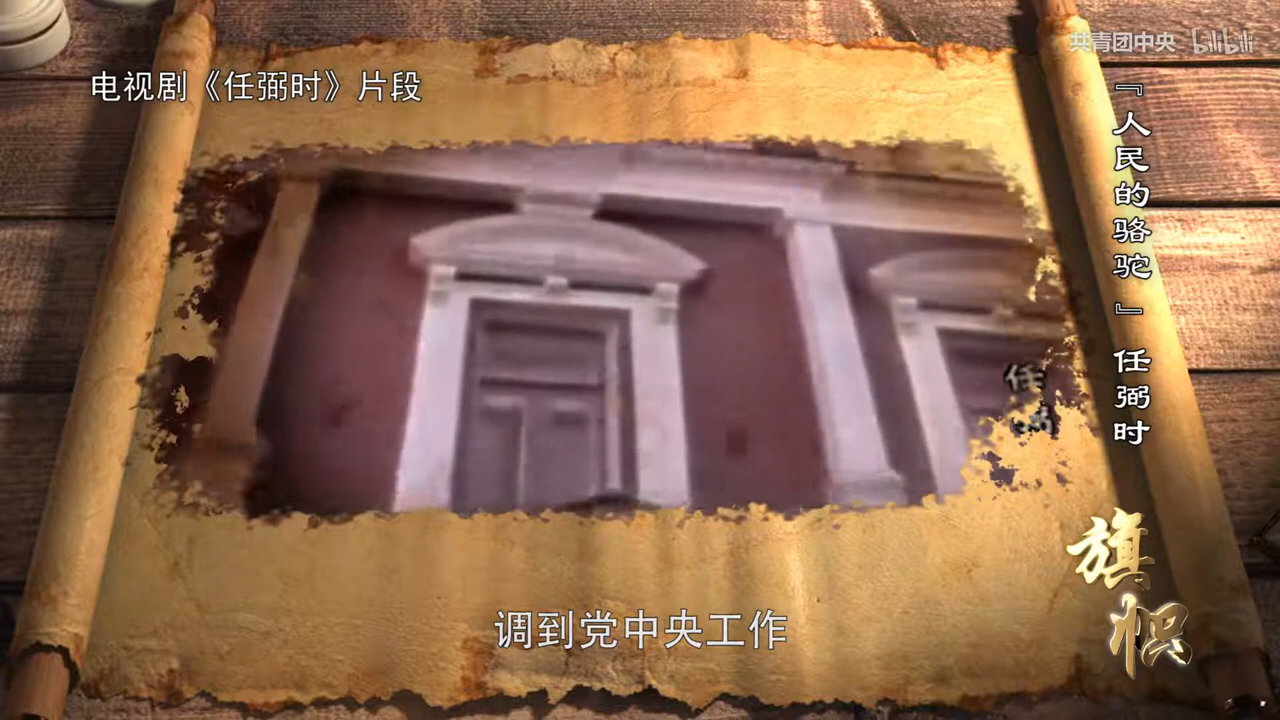 共青团中央 bilibili
电视剧《任弼时》片段
『人民的骆驼』任弼时
任
旗帜
调到党中央工作